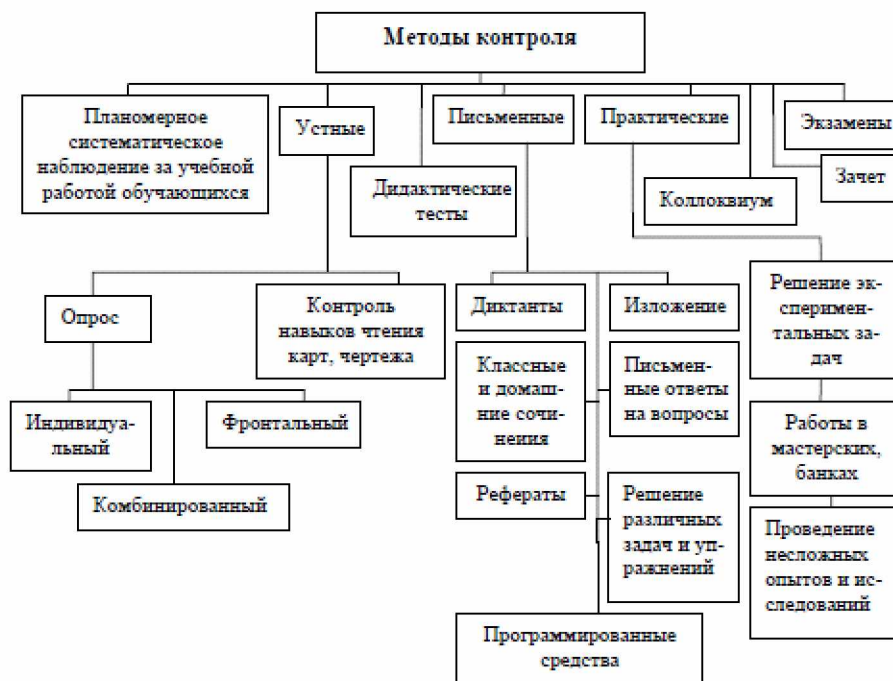 Методы контроля
Планомерное
систематическое
наблюдение за учебной
работой обучающихся
Устные
Письменные
Практические
Экзамены
Дидактические
тесты
Коллоквиум
Зачет
Опрос
Контроль
навыков чтения
карт, чертежа
Диктанты
Изложение
Решение эк-
сперимен-
тальных за-
дач
Индивидуа-
льный
Фронтальный
Комбинированный
Классные
и домаш-
ние сочи-
нения
Письмен-
ные ответы
на вопросы
Работы в
мастерских,
банках
Рефераты
Решение
различных
задач и уп-
ражнений
Проведение
несложных
опытов и ис-
следований
Программированные
средства